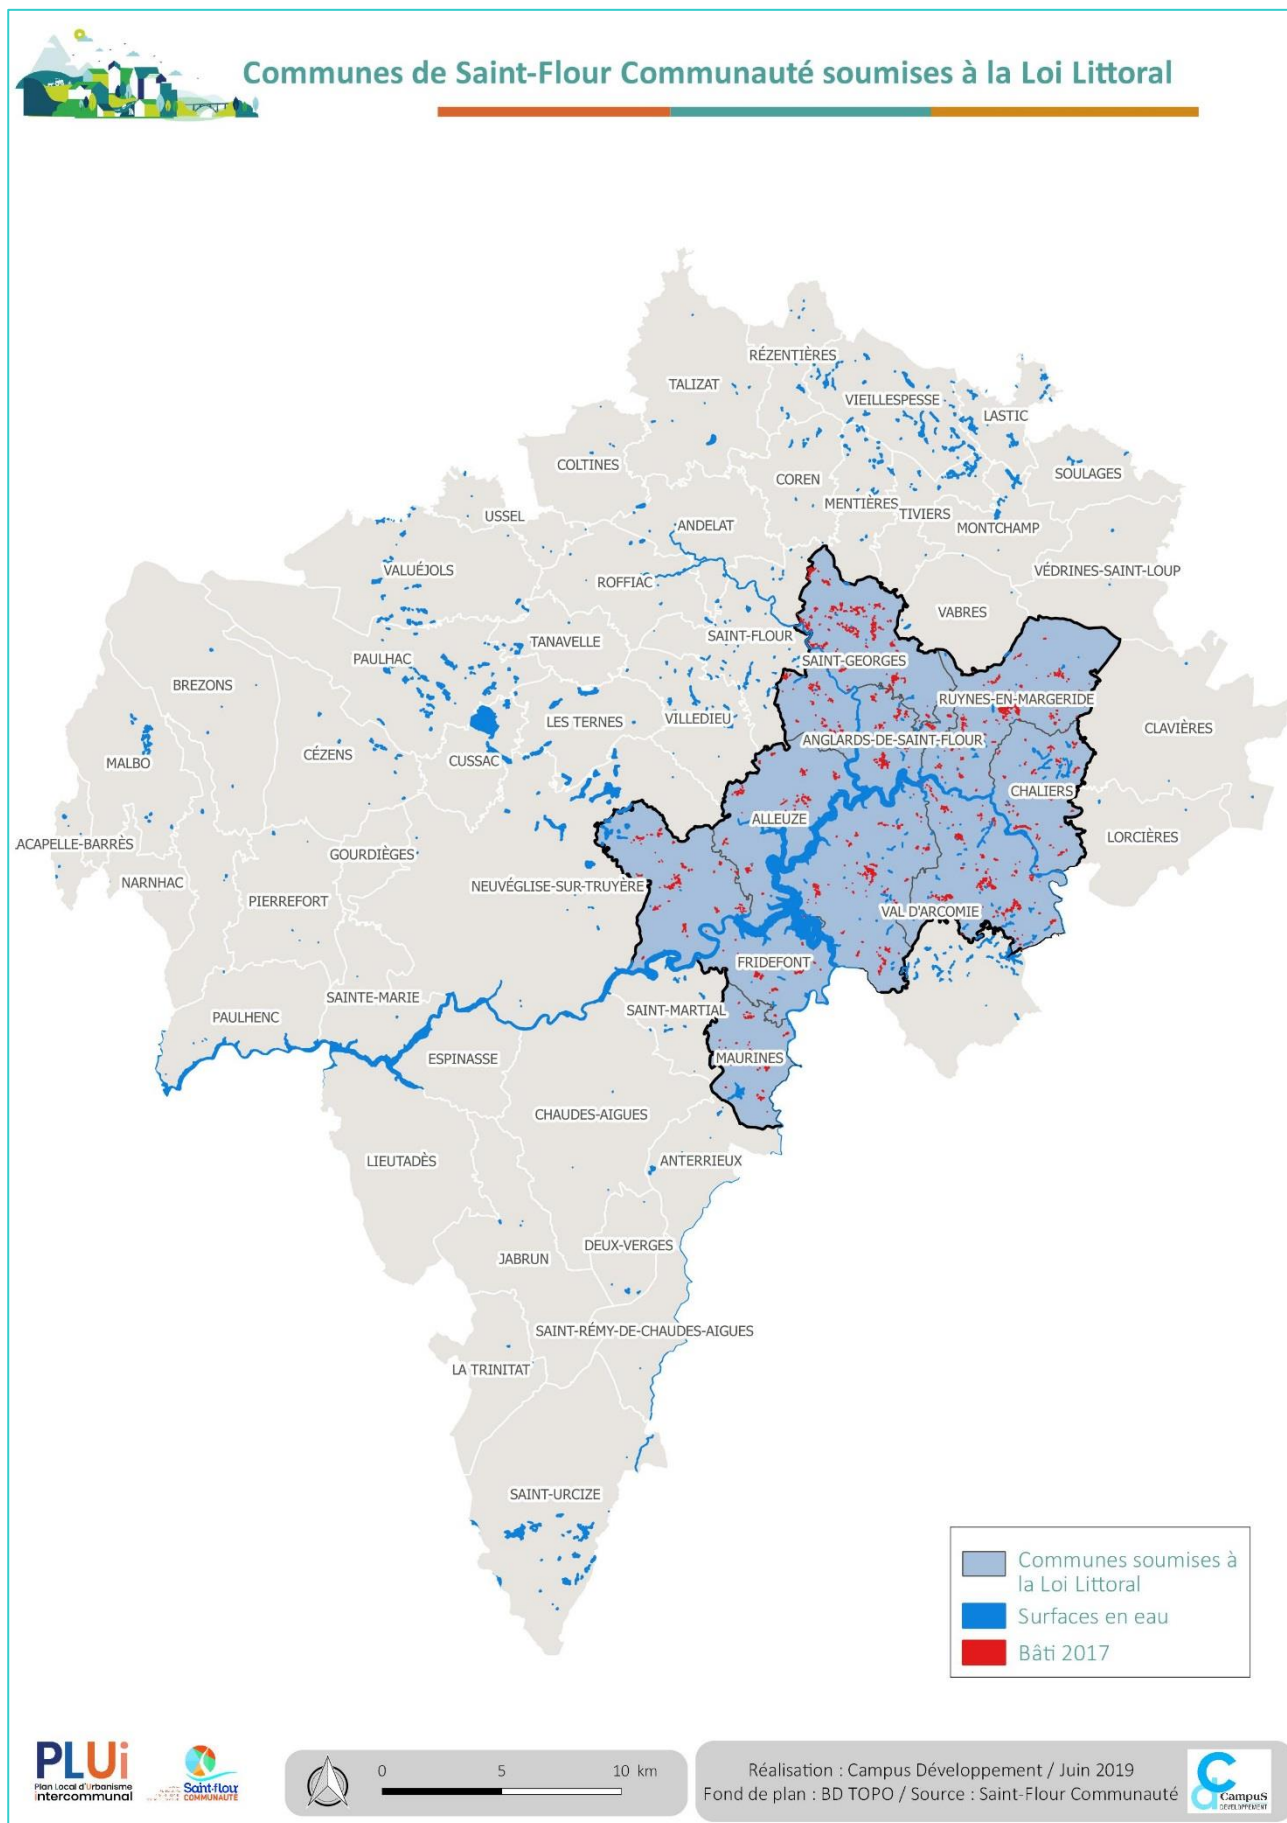 Communes de Saint-Flour Communauté soumises à la Loi Littoral
RÉZENTIÈRES
TALIZAT
VIEILLESPESSE
LASTIC
COLTINES
COREN
SOULAGES
MENTIÈRES
TIVIERS
USSEL
ANDELAT
MONTCHAMP
VALUÉJOLS
ROFFIAC
VÉDRINES-SAINT-LOUP
VABRES
SAINT-FLOUR
TANAVELLE
PAULHAC
SAINT-GEORGES
BREZONS
RUYNES-EN-MARGERIDE
LES TERNES
VILLEDIEU
CLAVIÈRES
CÉZENS
ANGLARDS-DE-SAINT-FLOUR
MALBO
CUSSAC
CHALIERS
ALLEUZE
LORCIÈRES
ACAPELLE-BARRÈS
GOURDIÈGES
NARNHAC
NEUVÉGLISE-SUR-TRUYÈRE
PIERREFORT
VAL D'ARCOMIE
FRIDEFONT
SAINTE-MARIE
SAINT-MARTIAL
PAULHENC
ESPINASSE
MAURINES
CHAUDES-AIGUES
LIEUTADÈS
ANTERRIEUX
DEUX-VERGES
JABRUN
SAINT-RÉMY-DE-CHAUDES-AIGUES
LA TRINITAT
SAINT-URCIZE
Communes soumises à
la Loi Littoral
Surfaces en eau
Bâti 2017
PLUi
Plan Local d'Urbanisme
intercommunal
Saint-flour
COMMUNAUTÉ
0 5 10 km
Réalisation : Campus Développement / Juin 2019
Fond de plan : BD TOPO / Source : Saint-Flour Communauté
Campus
DÉVELOPPEMENT